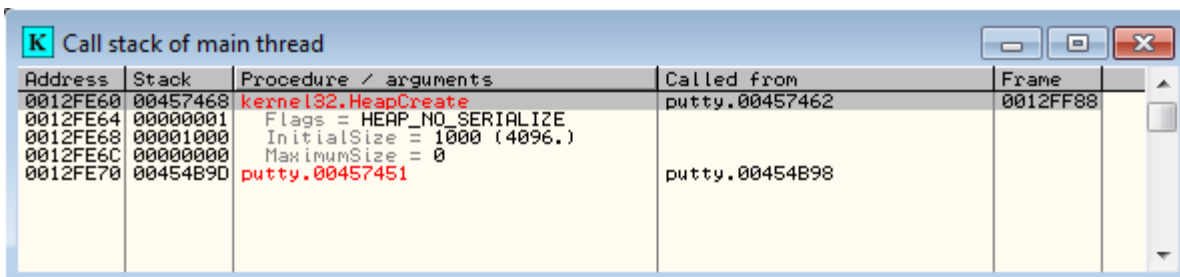 K Call stack of main thread
Address Stack Procedure / arguments Called from Frame
0012FE60 00457468 kernel32.HeapCreate putty.00457462 0012FF88
0012FE64 00000001 Flags = HEAP_NO_SERIALIZE
0012FE68 00001000 InitialSize = 1000 (4096.)
0012FE6C 00000000 MaximumSize = 0
0012FE70 00454B9D putty.00457451 putty.00454B98